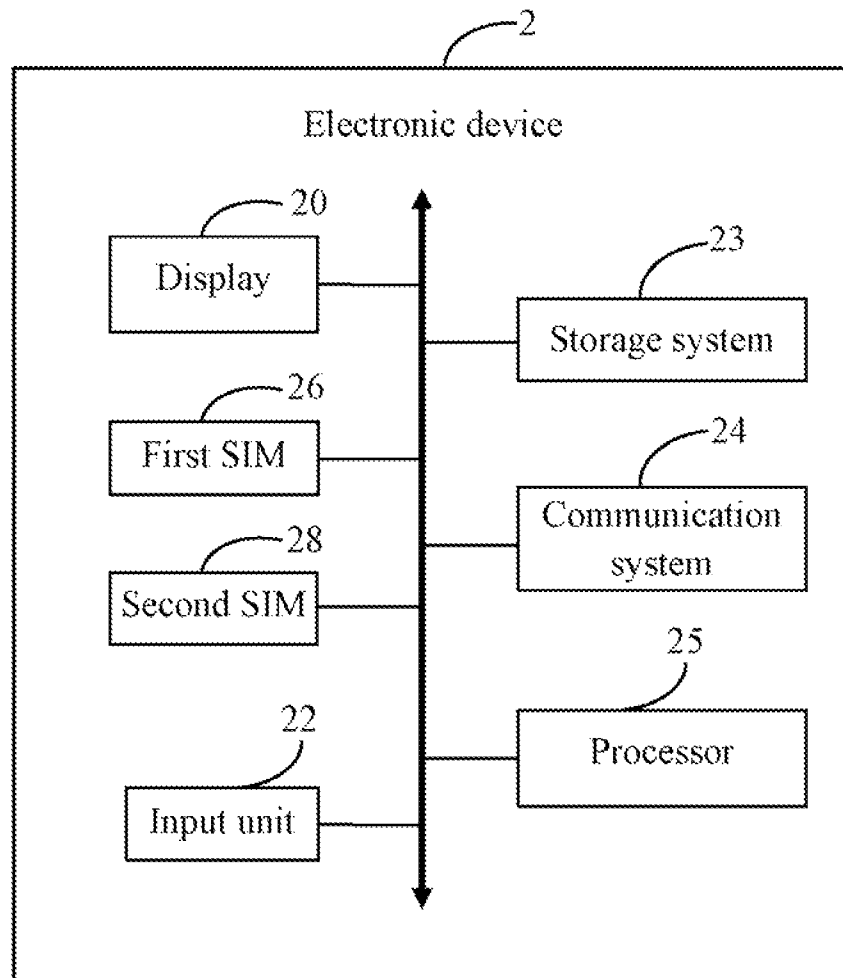 2
Electronic device
20
Display
23
Storage system
26
First SIM
24
Communication
system
28
Second SIM
25
Processor
22
Input unit